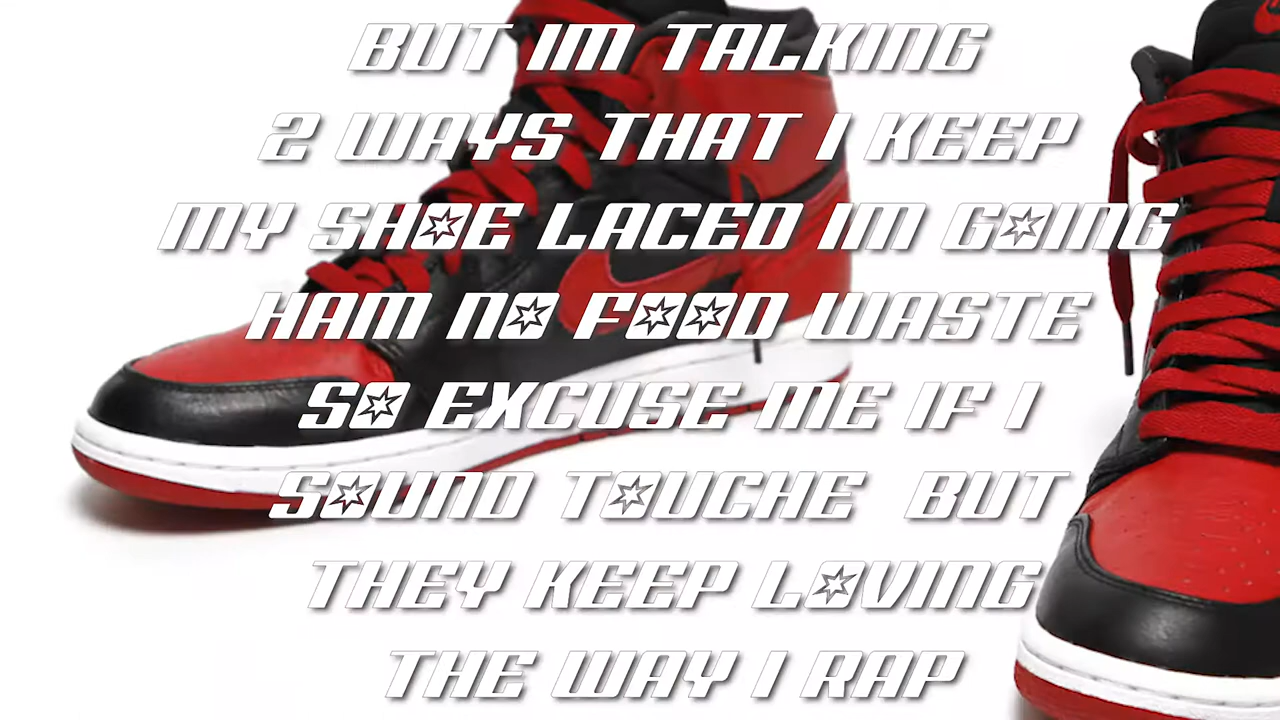 BUT IM TALKING
2 WAYS THAT I KEEP
MY SHOE LACED IM GOING
HAM NO FOOD WASTE
SO EXCUSE ME IF I
SOUND TOUCHE BUT
THEY KEEP LOVING
THE WAY I RAP